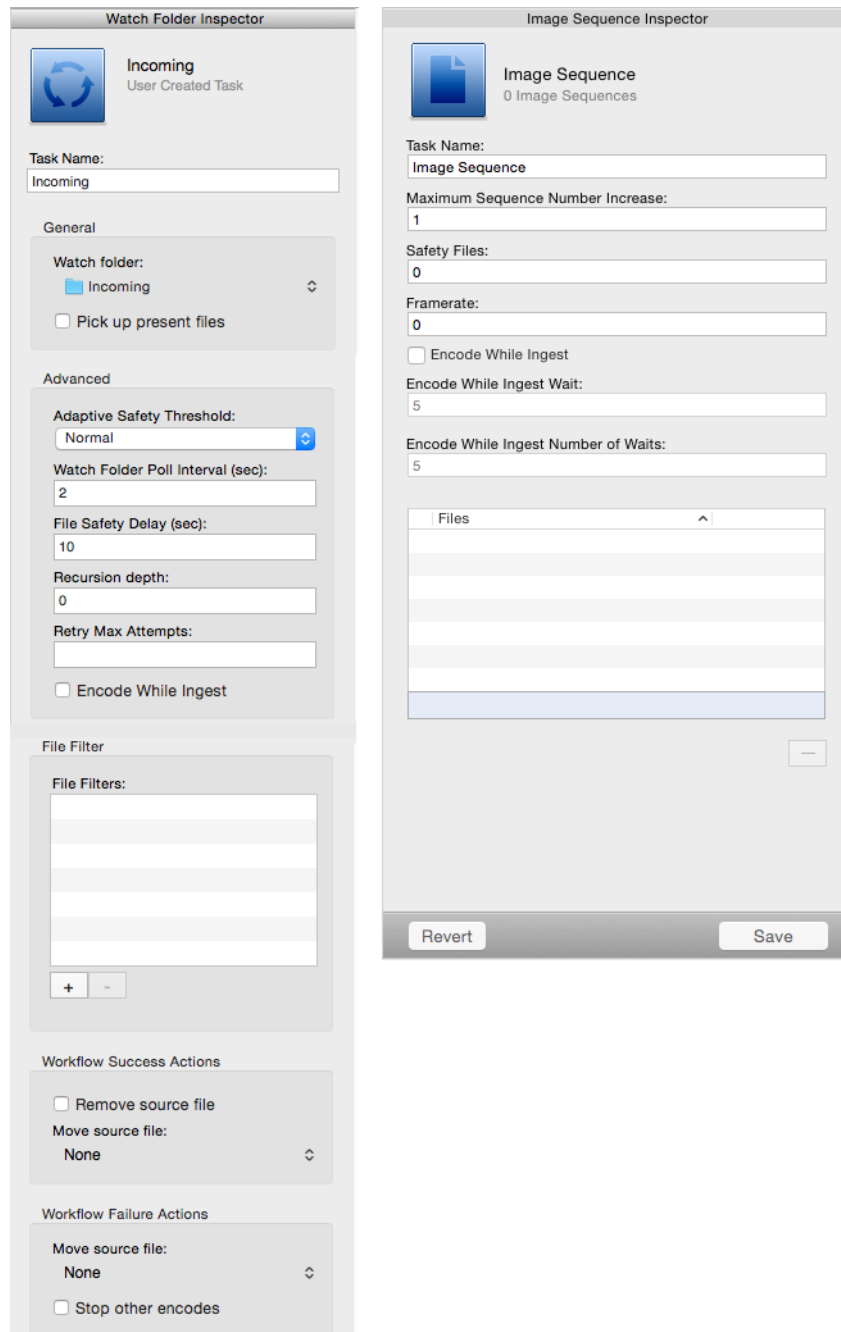 Watch Folder Inspector
Incoming
User Created Task
Task Name:
Incoming
General
Watch folder:
Incoming
Pick up present files
Advanced
Adaptive Safety Threshold:
Normal
Watch Folder Poll Interval (sec):
2
File Safety Delay (sec):
10
Recursion depth:
0
Retry Max Attempts:
Encode While Ingest
File Filter
File Filters:
+ -
Workflow Success Actions
Remove source file
Move source file:
None
Workflow Failure Actions
Move source file:
None
Stop other encodes
Image Sequence Inspector
Image Sequence
0 Image Sequences
Task Name:
Image Sequence
Maximum Sequence Number Increase:
1
Safety Files:
0
Framerate:
0
Encode While Ingest
Encode While Ingest Wait:
5
Encode While Ingest Number of Waits:
5
Files
—
Revert Save